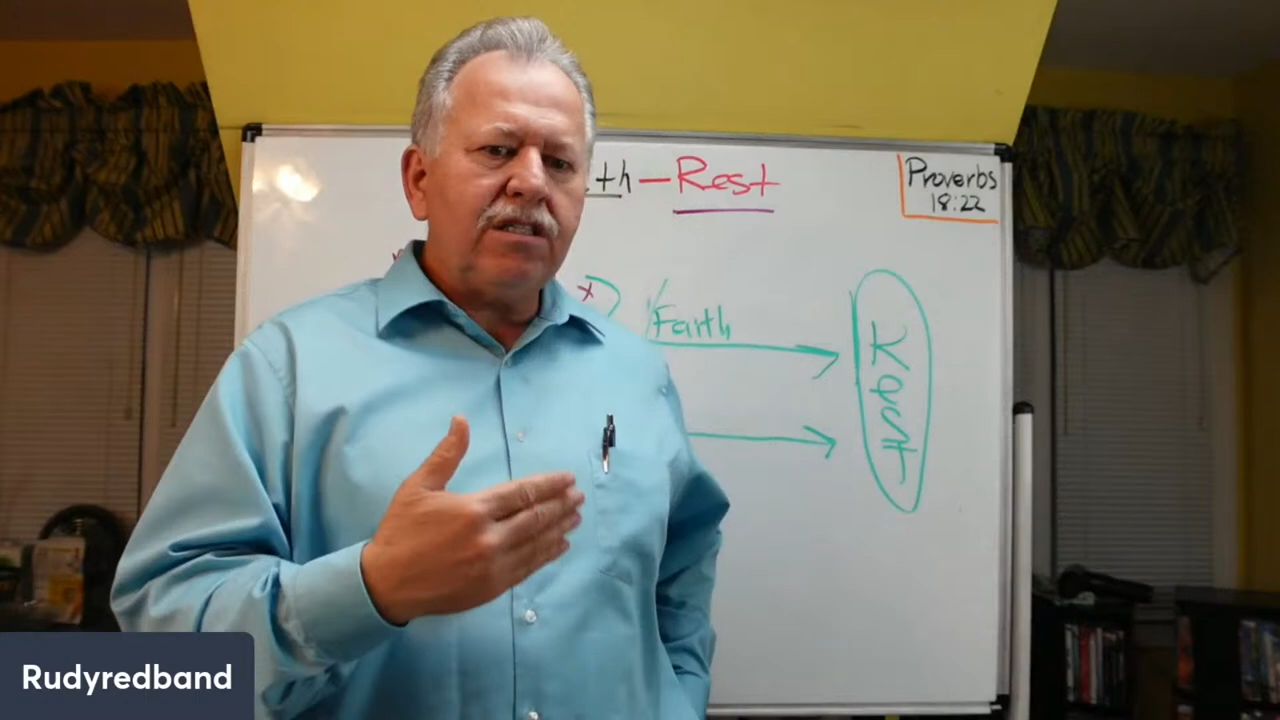 th - Rest
Proverbs
18:22
x
Faith
Rest
Rudyredband